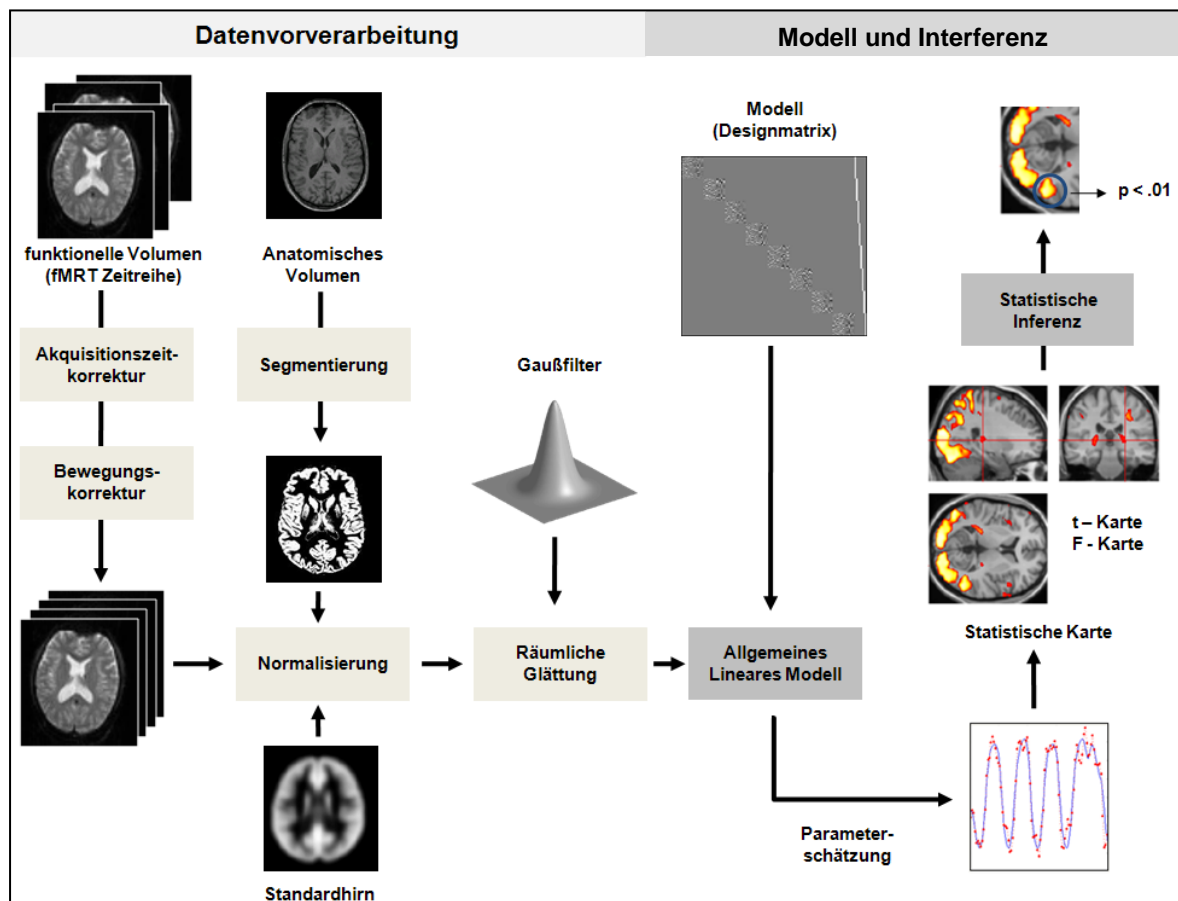 Datenvorverarbeitung
Modell und Interferenz
funktionelle Volumen
(fMRT Zeitreihe)
Anatomisches
Volumen
Akquisitionszeit-
korrektur
Segmentierung
Bewegungs-
korrektur
Gaußfilter
Normalisierung
Räumliche
Glättung
Standardhirn
Modell
(Designmatrix)
Allgemeines
Lineares Modell
Parameter-
schätzung
Statistische Karte
t – Karte
F - Karte
Statistische
Inferenz
p < .01